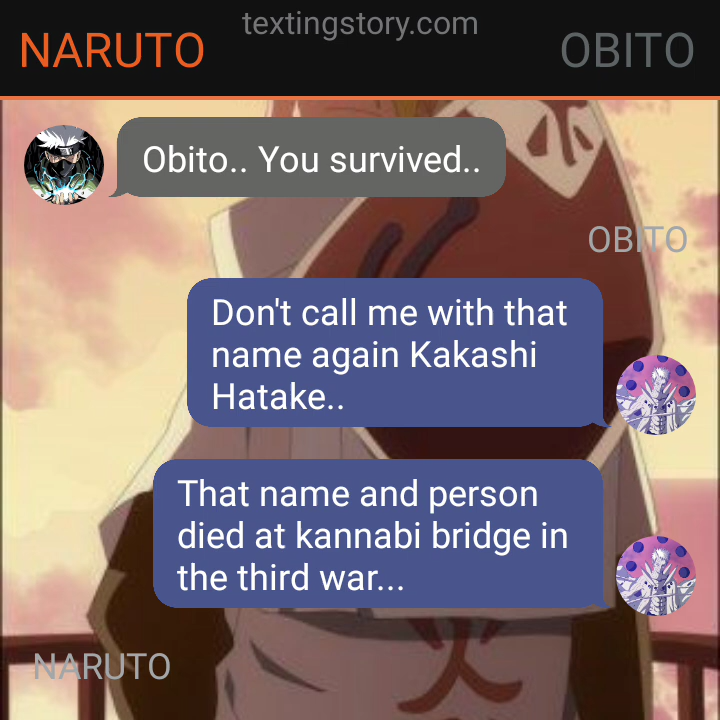 textingstory.com
NARUTO
OBITO
Obito.. You survived..
OBITO
Don't call me with that
name again Kakashi
Hatake..
That name and person
died at kannabi bridge in
the third war...
NARUTO
火